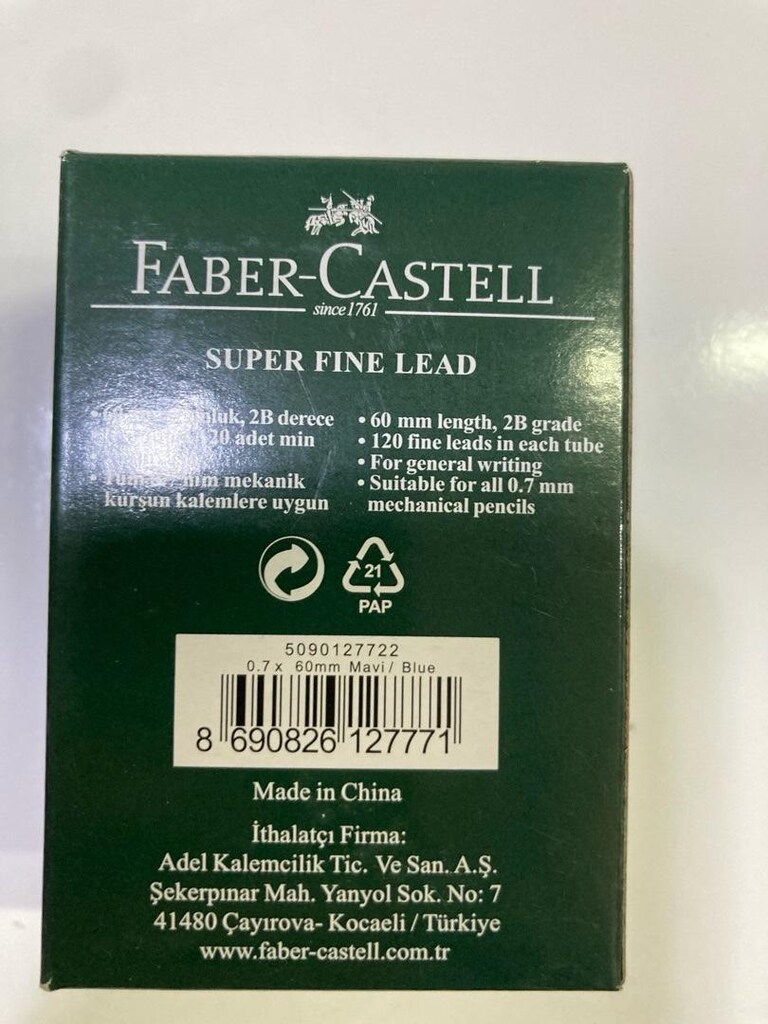 FABER-CASTELL
since 1761
SUPER FINE LEAD
luk, 2B derece
20 adet min
mm mekanik
kurşun kalemlere uygun
• 60 mm length, 2B grade
• 120 fine leads in each tube
• For general writing
• Suitable for all 0.7 mm
mechanical pencils
21
PAP
5090127722
0.7 x 60mm Mavi / Blue
8 690826 127771
Made in China
İthalatçı Firma:
Adel Kalemcilik Tic. Ve San. A.Ş.
Şekerpınar Mah. Yanyol Sok. No: 7
41480 Çayırova- Kocaeli / Türkiye
www.faber-castell.com.tr